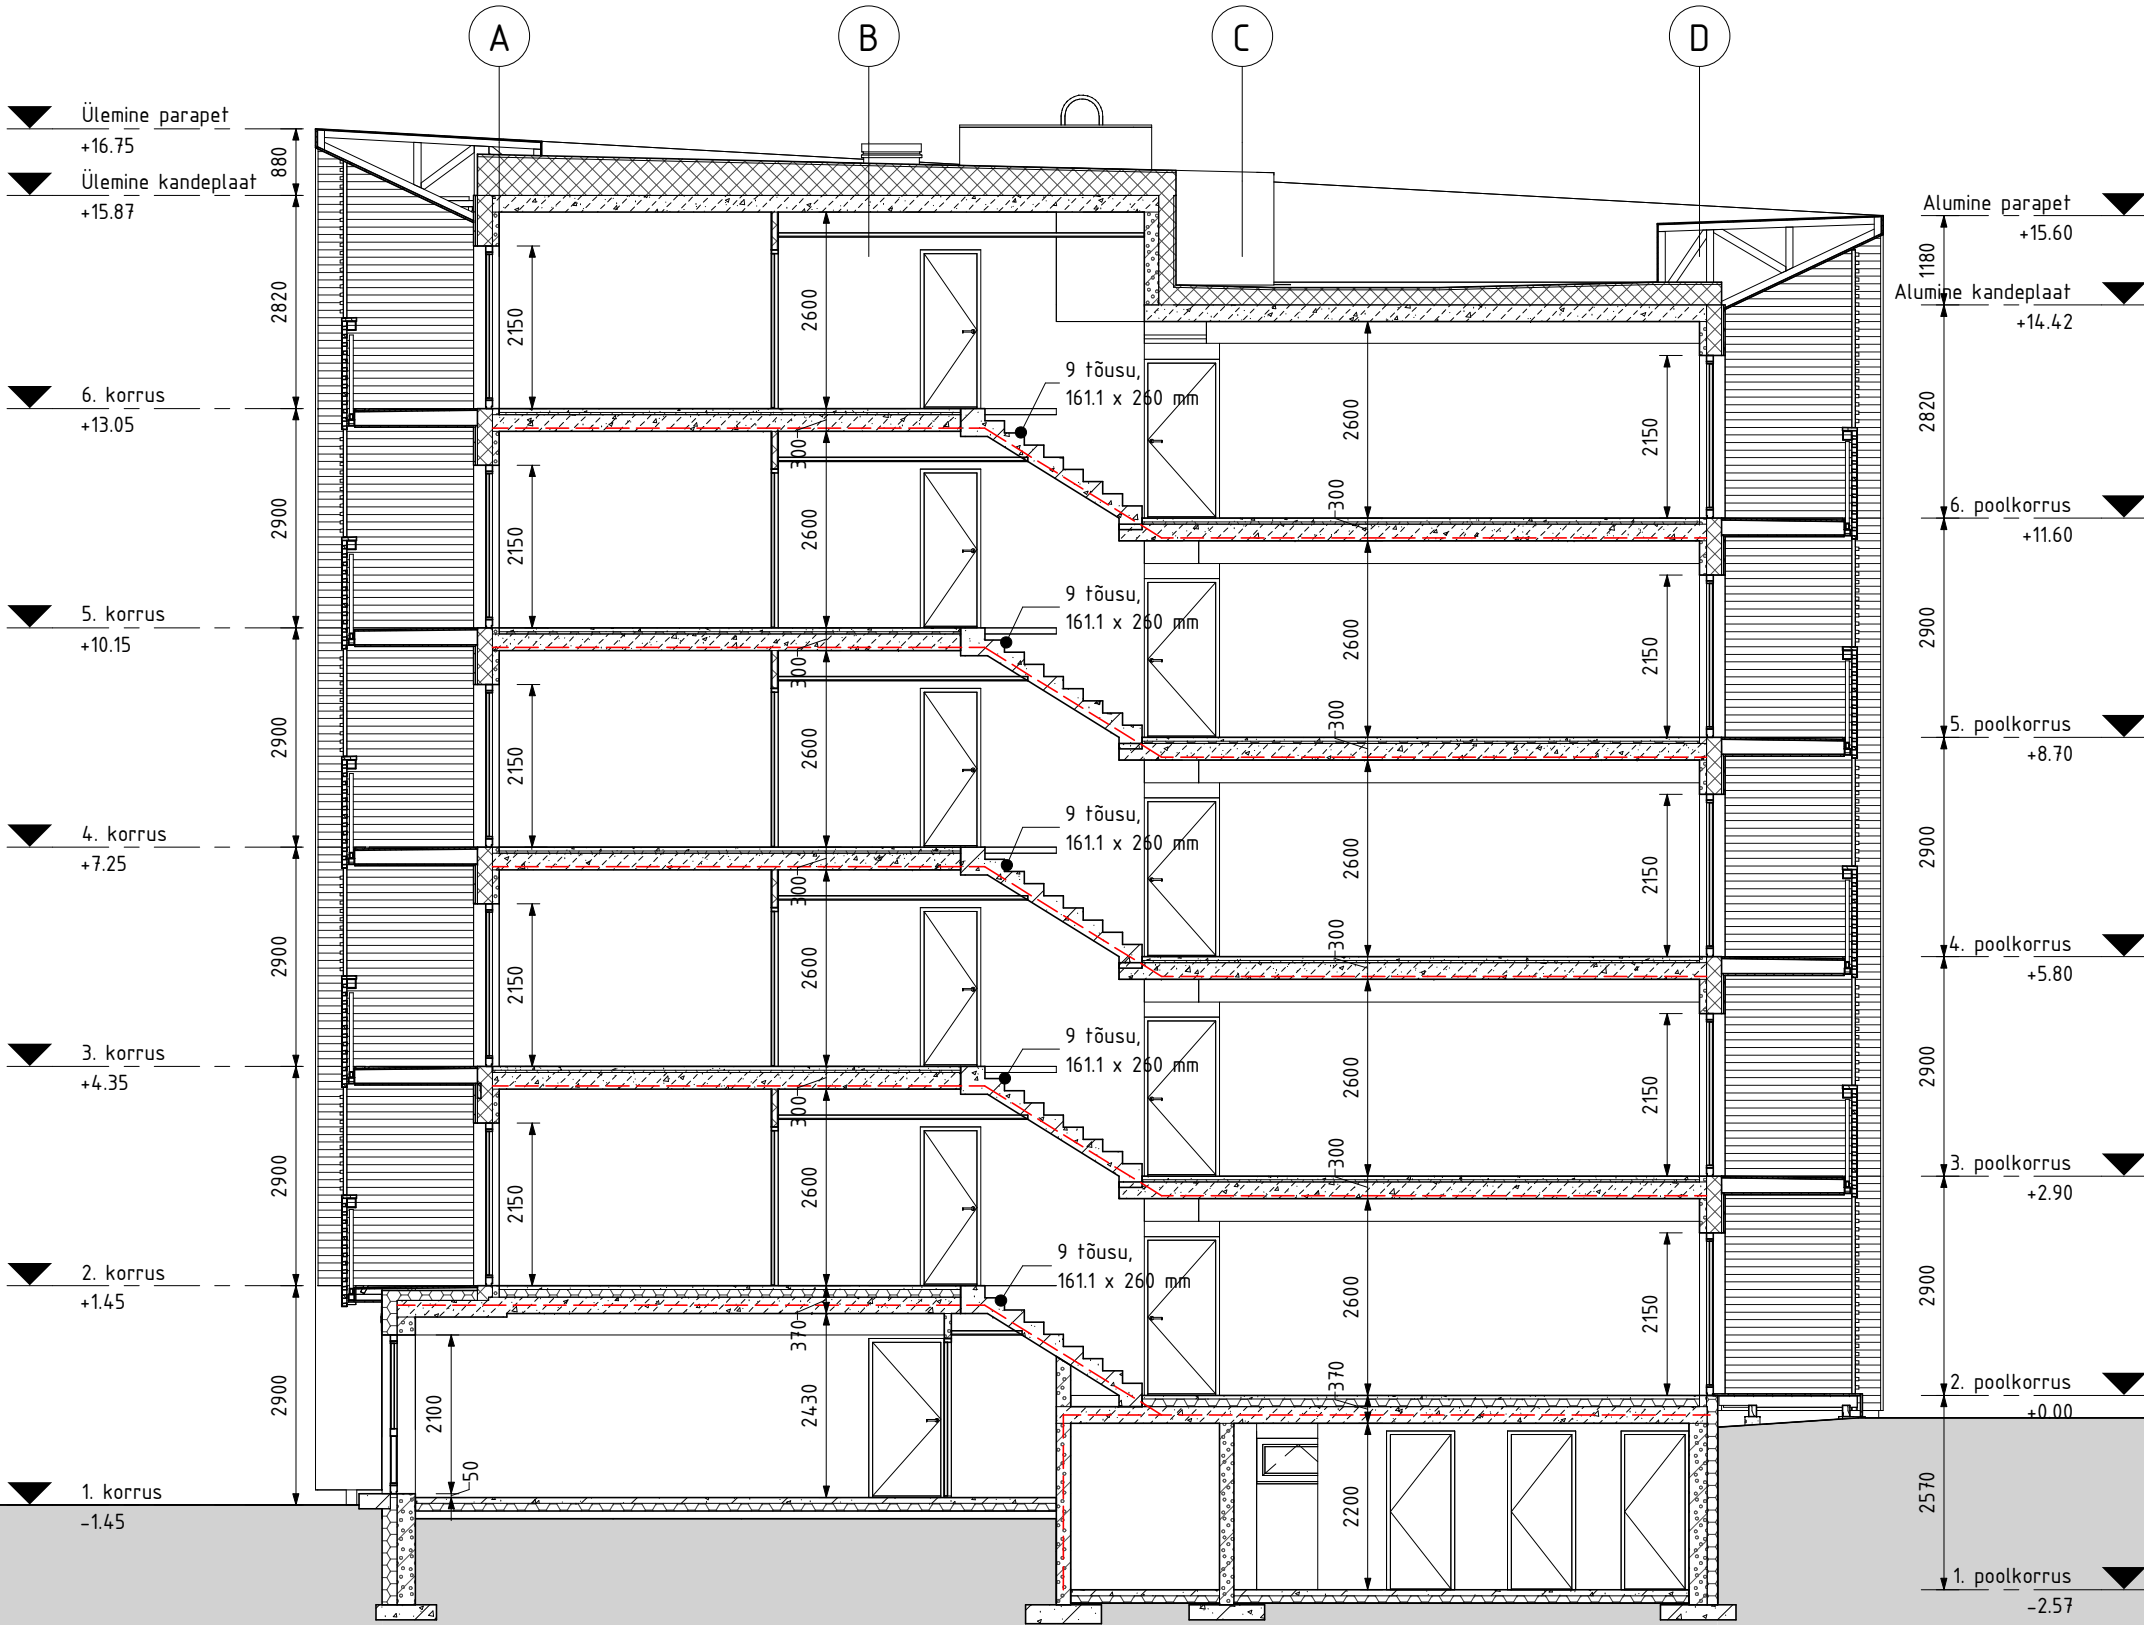 A B C D
Ülemine parapet
+16.75
Ülemine kandeplaat
+15.87
6. korrus
+13.05
5. korrus
+10.15
4. korrus
+7.25
3. korrus
+4.35
2. korrus
+1.45
1. korrus
-1.45
880
2820
2900
2900
2900
2900
2900
2150
2150
2150
2150
2150
2100
50
2600
300
2600
300
2600
300
2600
300
2600
370
2430
9 tõusu,
161.1 x 260 mm
9 tõusu,
161.1 x 260 mm
9 tõusu,
161.1 x 260 mm
9 tõusu,
161.1 x 260 mm
9 tõusu,
161.1 x 260 mm
2600
300
2600
300
2600
300
2600
300
2600
370
2200
2150
2150
2150
2150
2150
1180
2820
2900
2900
2900
2900
2570
Alumine parapet
+15.60
Alumine kandeplaat
+14.42
6. poolkorrus
+11.60
5. poolkorrus
+8.70
4. poolkorrus
+5.80
3. poolkorrus
+2.90
2. poolkorrus
+0.00
1. poolkorrus
-2.57